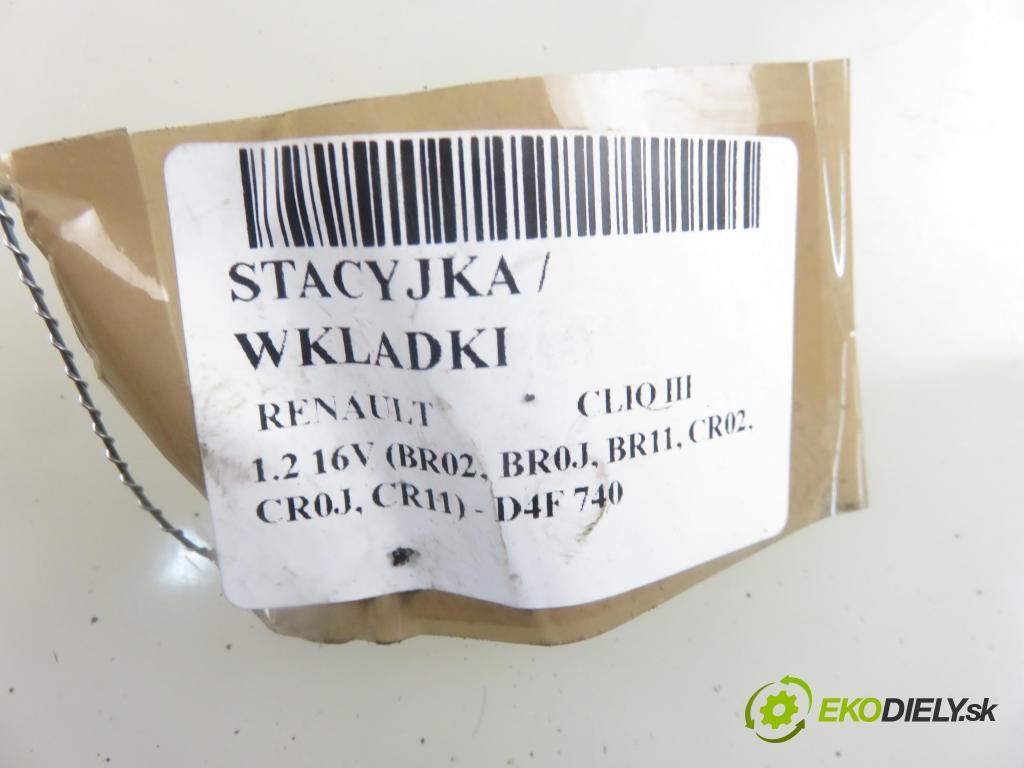 STACYJKA /
WKLADKI
RENAULT CLIO III
1.2 16V (BR02, BR0J, BR11, CR02,
CR0J, CR11) - D4F 740
EKODIELY.sk